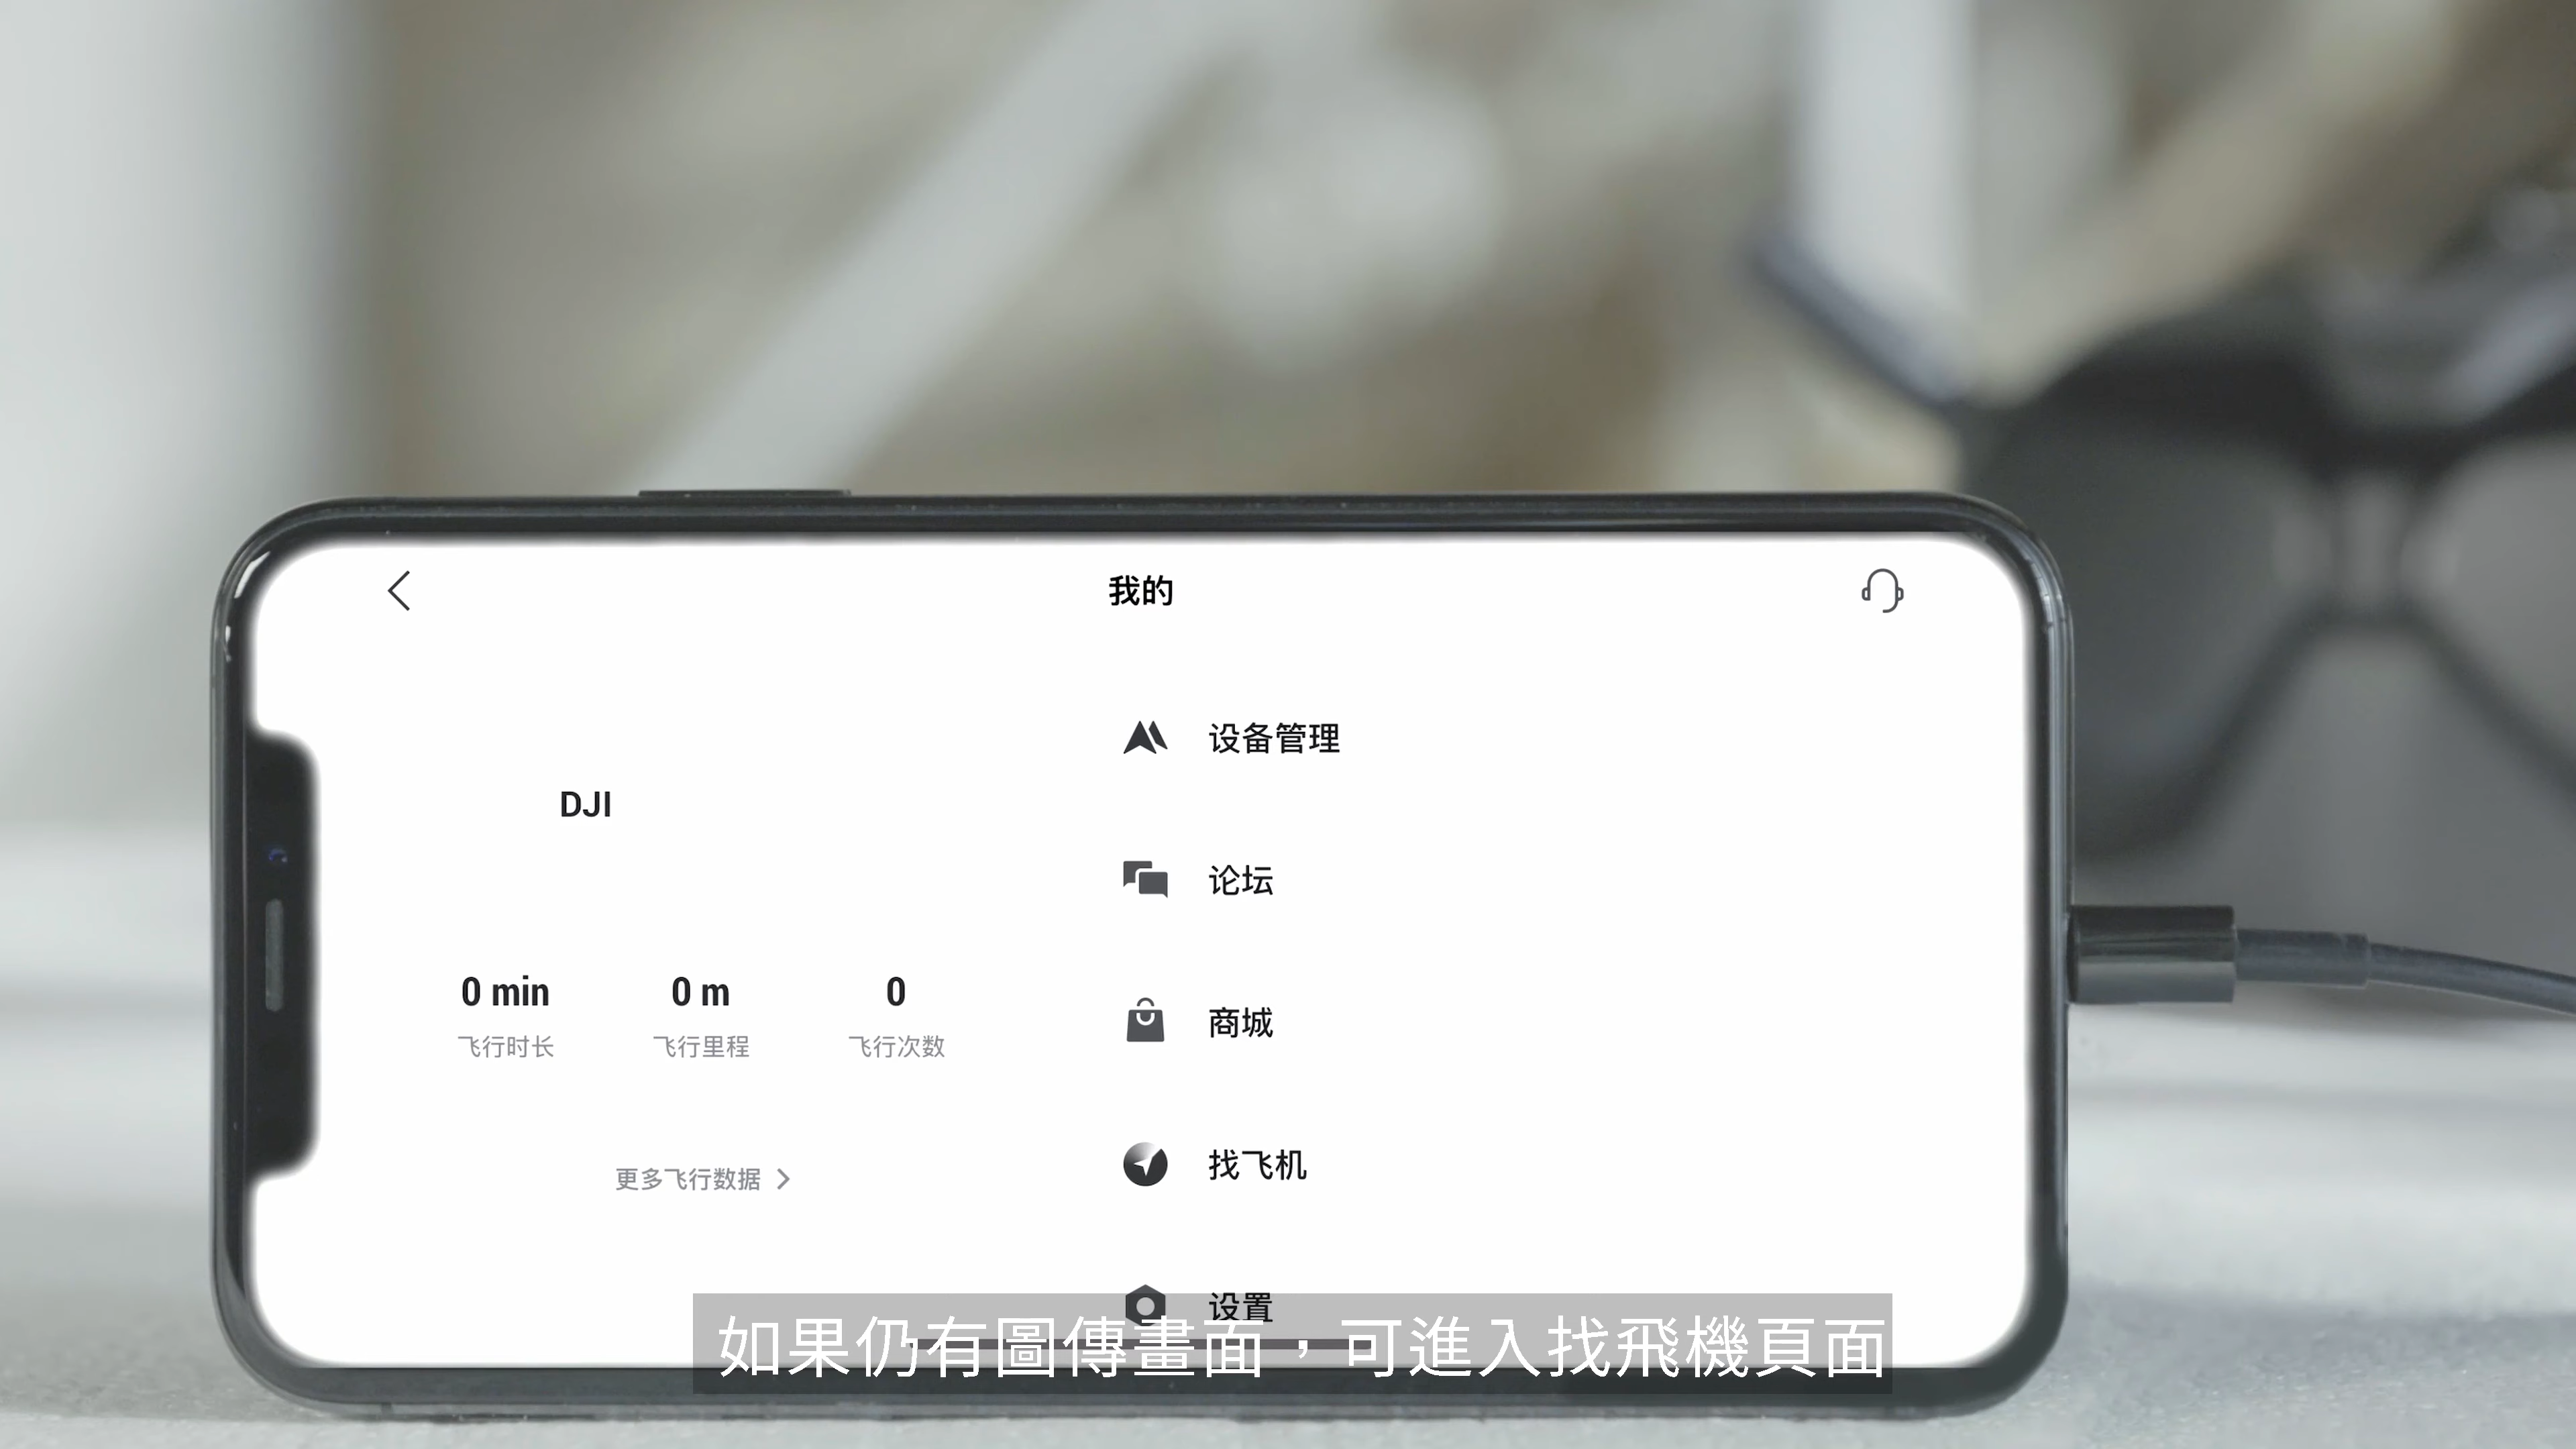 我的
DJI
0 min
0 m
0
飞行时长
飞行里程
飞行次数
更多飞行数据
设备管理
论坛
商城
找飞机
设置
如果仍有圖傳畫面，可進入找飛機頁面